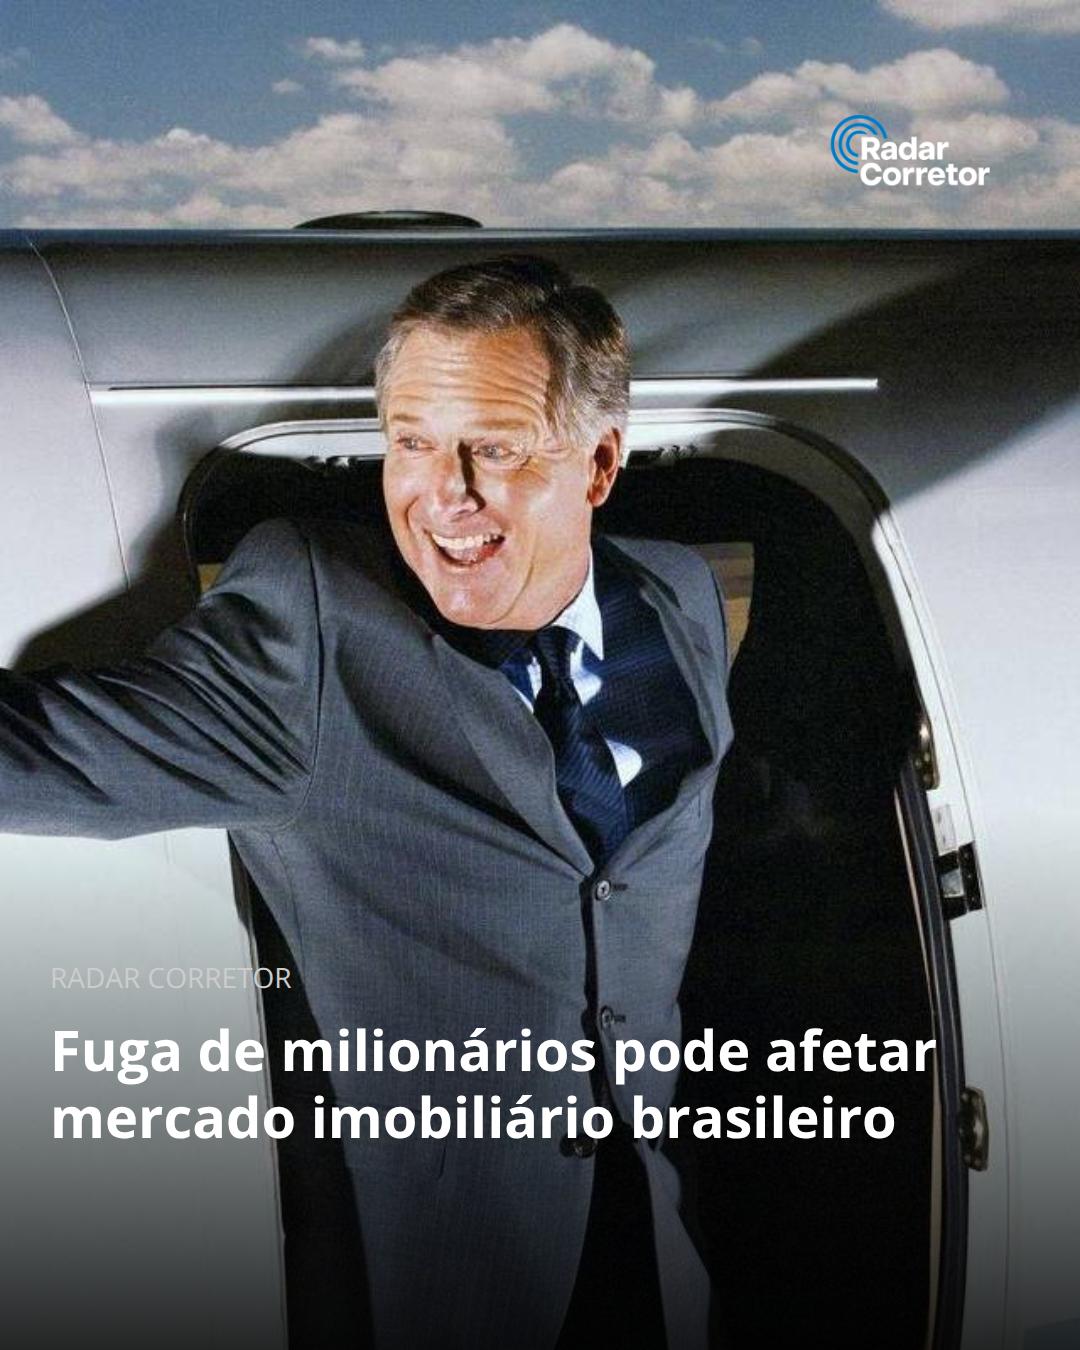 Radar
Corretor
RADAR CORRETOR
Fuga de milionários pode afetar
mercado imobiliário brasileiro